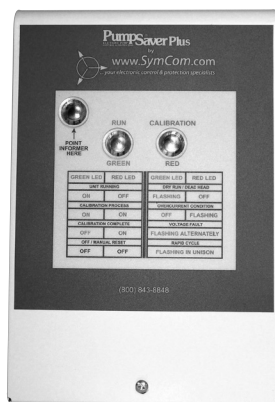 PumpSaver Plus
by
www.SymCom.com
your electronic control & protection specialists
RUN CALIBRATION
POINT
INFORMER
HERE
GREEN RED
GREEN LED RED LED GREEN LED RED LED
UNIT RUNNING DRY RUN / DEAD HEAD
ON OFF FLASHING OFF
CALIBRATION PROCESS UNDERCURRENT CONDITION
ON ON OFF FLASHING
CALIBRATION COMPLETE VOLTAGE FAULT
OFF ON FLASHING ALTERNATELY
OFF / MANUAL RESET RAPID CYCLE
OFF OFF FLASHING IN UNISON
(800) 843-8848